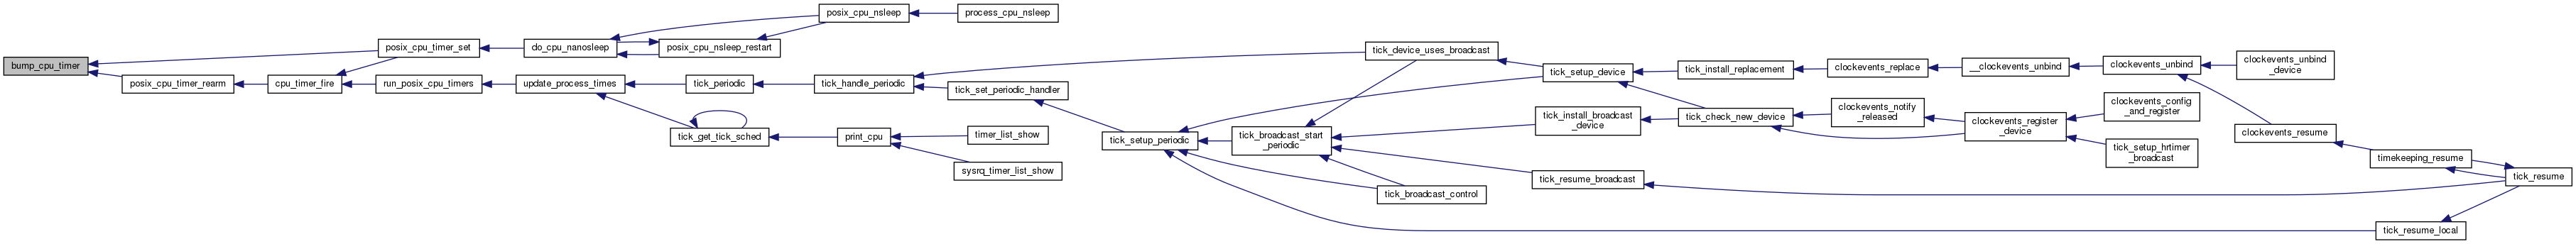 bump_cpu_timer
posix_cpu_timer_set
posix_cpu_timer_rearm
cpu_timer_fire
do_cpu_nanosleep
run_posix_cpu_timers
posix_cpu_nsleep
process_cpu_nsleep
posix_cpu_nsleep_restart
update_process_times
tick_periodic
tick_get_tick_sched
tick_handle_periodic
print_cpu
tick_set_periodic_handler
timer_list_show
sysrq_timer_list_show
tick_setup_periodic
tick_device_uses_broadcast
tick_broadcast_start
_periodic
tick_broadcast_control
tick_setup_device
tick_install_broadcast
_device
tick_resume_broadcast
tick_install_replacement
tick_check_new_device
clockevents_replace
clockevents_notify
_released
__clockevents_unbind
clockevents_register
_device
clockevents_unbind
clockevents_config
_and_register
tick_setup_hrtimer
_broadcast
clockevents_unbind
_device
clockevents_resume
timekeeping_resume
tick_resume
tick_resume_local